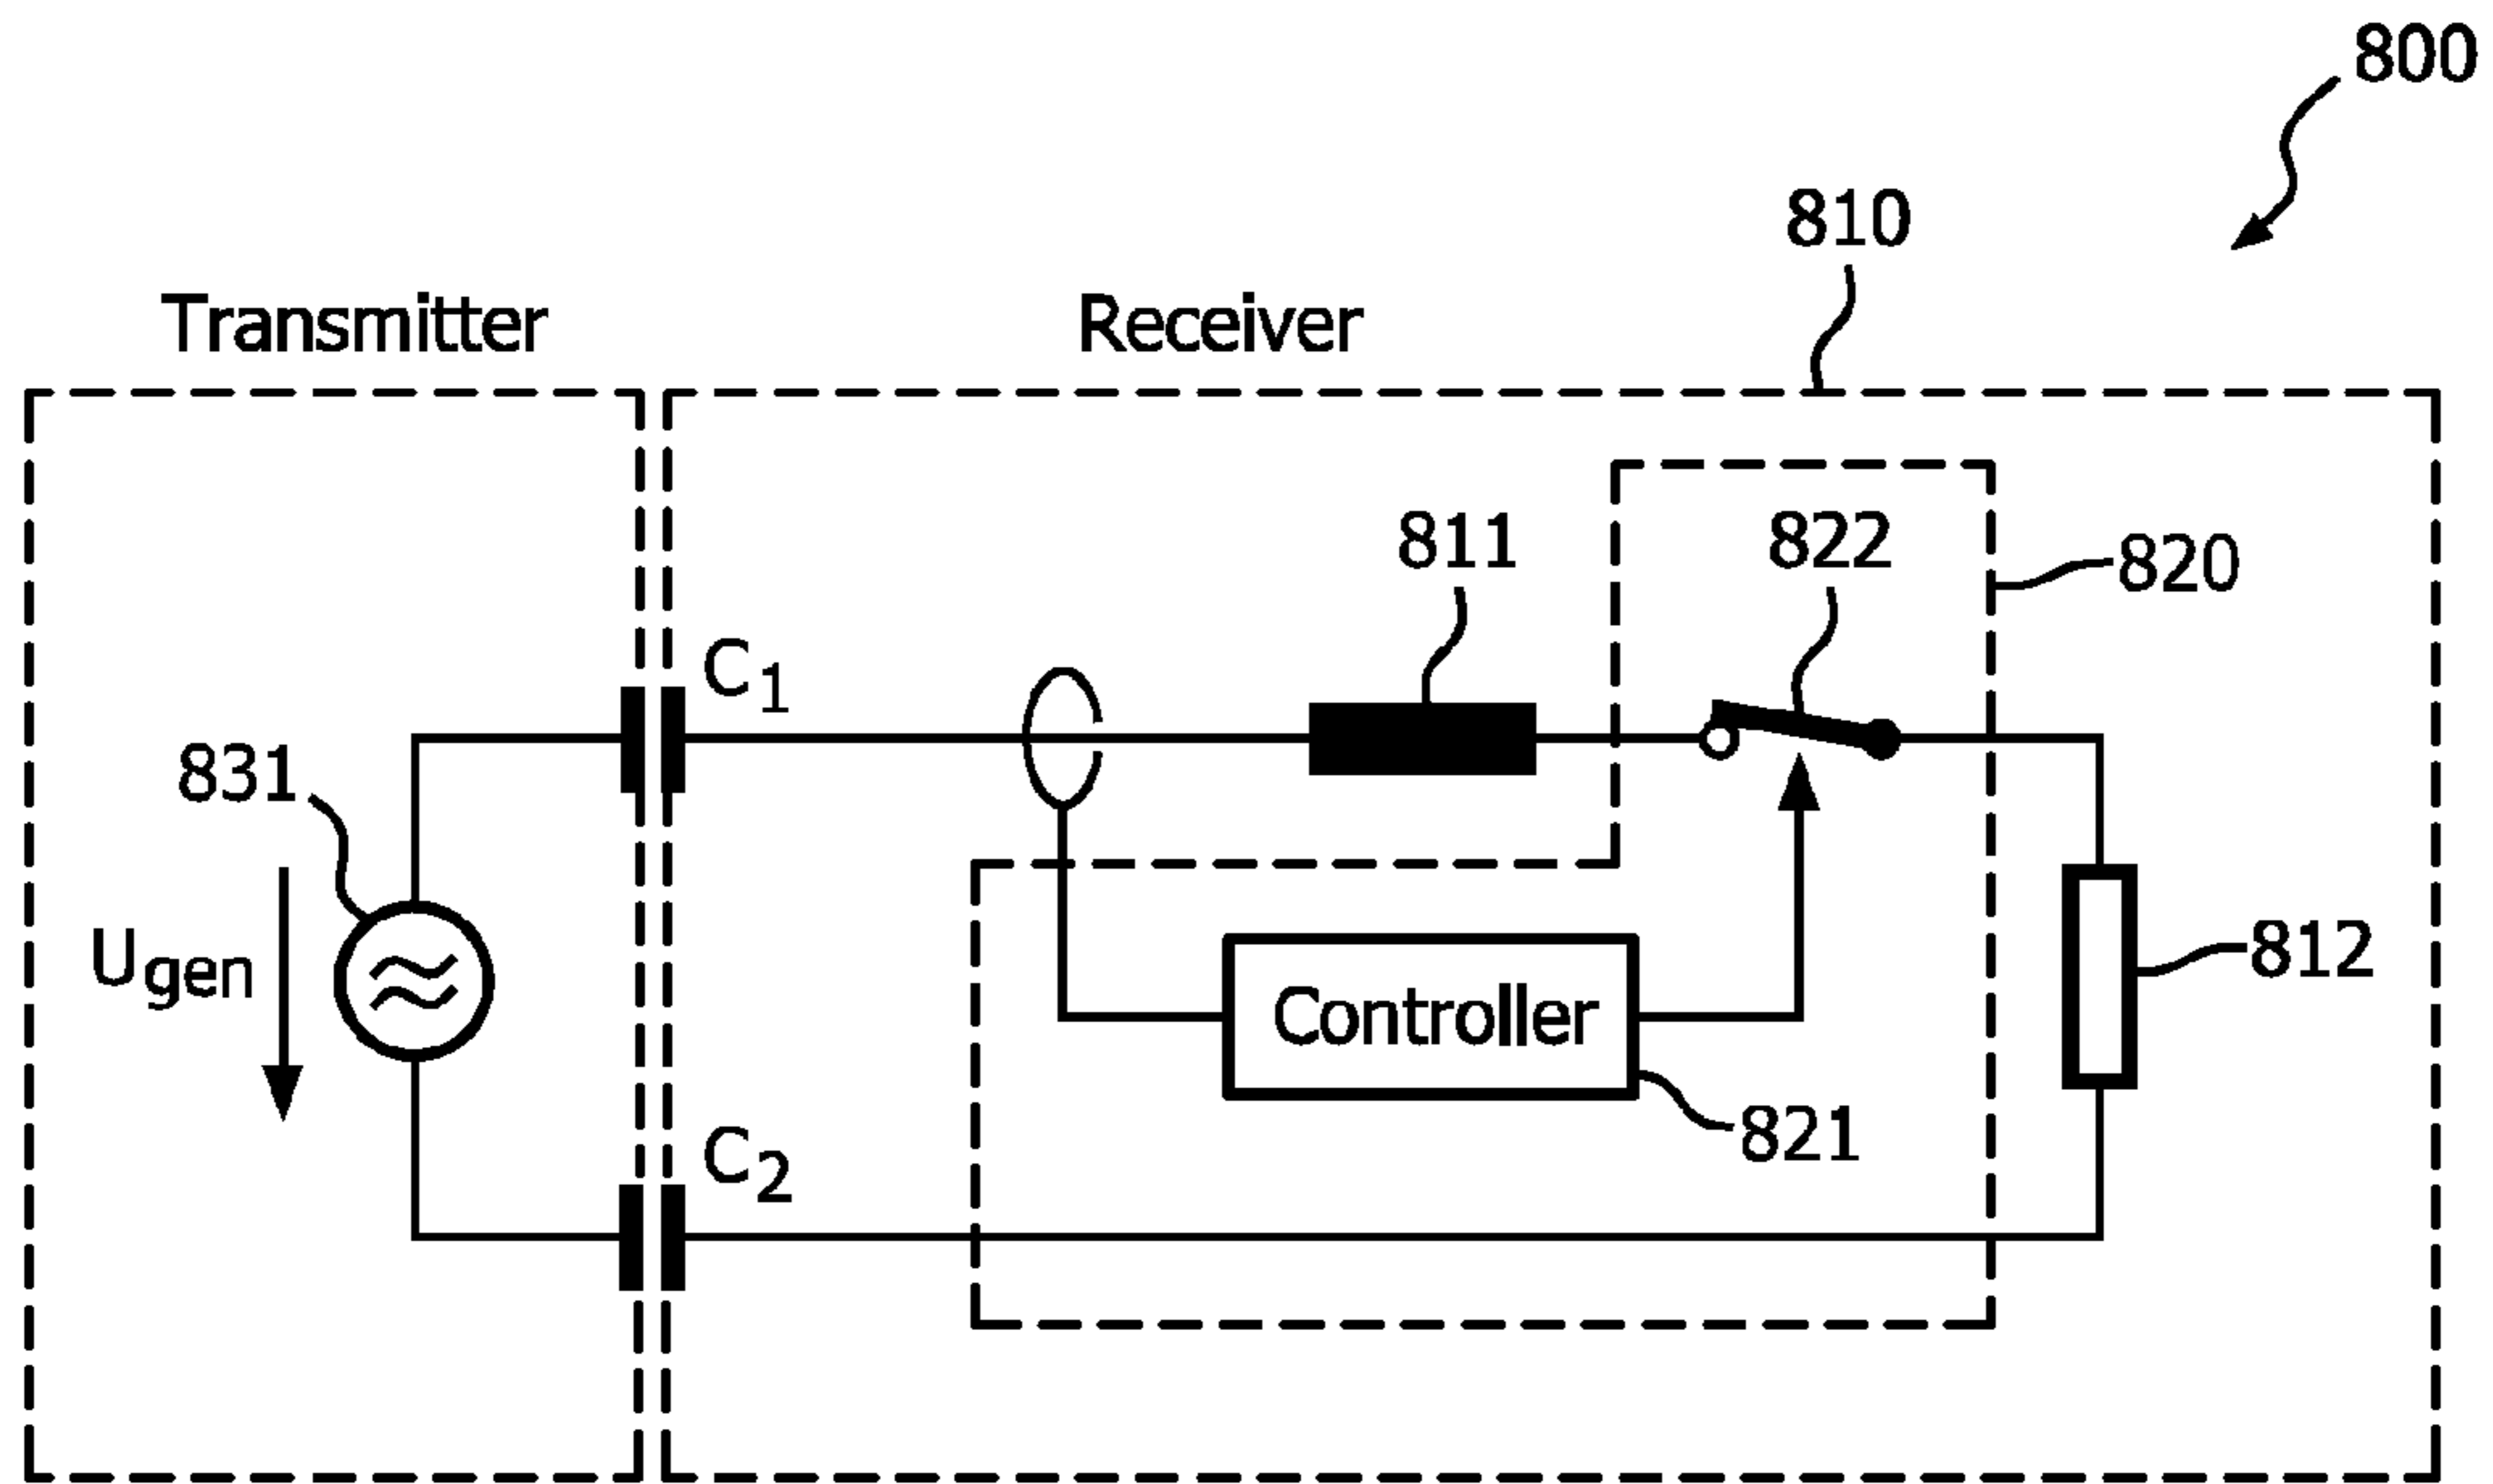 800
810
Transmitter
Receiver
811
822
820
C1
831
Ugen
812
Controller
821
C2